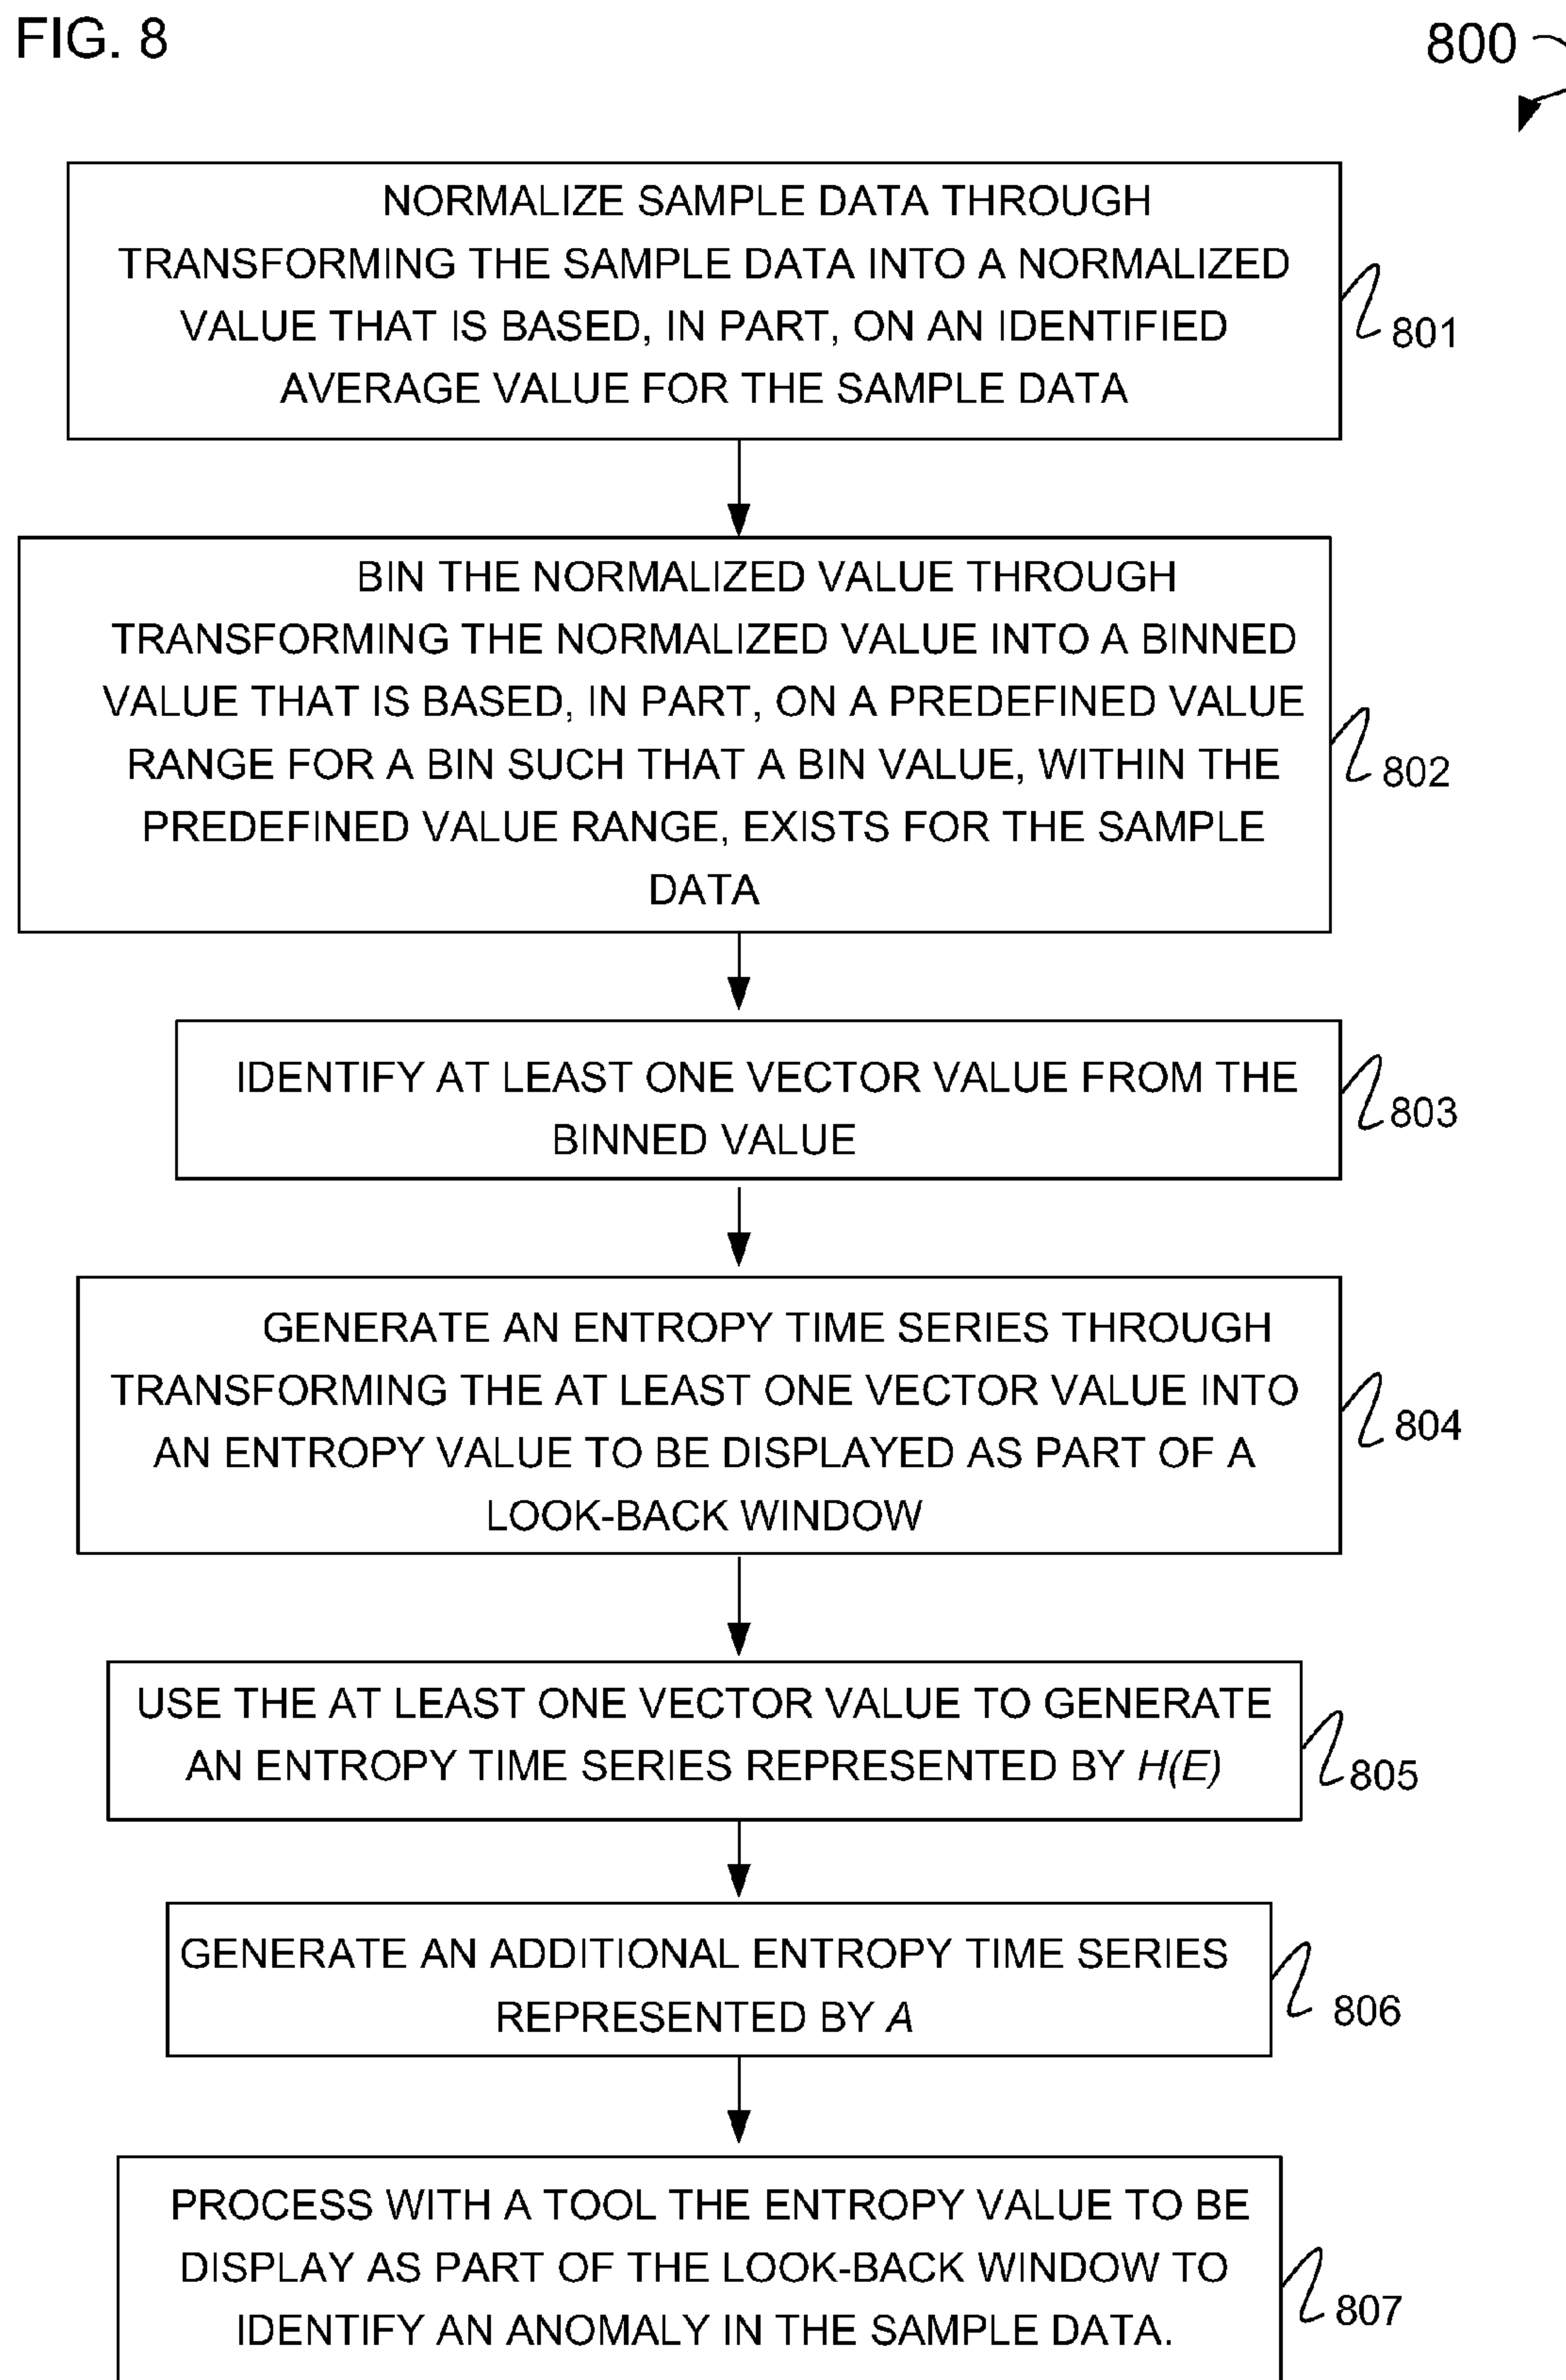 FIG. 8
800
NORMALIZE SAMPLE DATA THROUGH
TRANSFORMING THE SAMPLE DATA INTO A NORMALIZED
VALUE THAT IS BASED, IN PART, ON AN IDENTIFIED
AVERAGE VALUE FOR THE SAMPLE DATA
801
BIN THE NORMALIZED VALUE THROUGH
TRANSFORMING THE NORMALIZED VALUE INTO A BINNED
VALUE THAT IS BASED, IN PART, ON A PREDEFINED VALUE
RANGE FOR A BIN SUCH THAT A BIN VALUE, WITHIN THE
PREDEFINED VALUE RANGE, EXISTS FOR THE SAMPLE
DATA
802
IDENTIFY AT LEAST ONE VECTOR VALUE FROM THE
BINNED VALUE
803
GENERATE AN ENTROPY TIME SERIES THROUGH
TRANSFORMING THE AT LEAST ONE VECTOR VALUE INTO
AN ENTROPY VALUE TO BE DISPLAYED AS PART OF A
LOOK-BACK WINDOW
804
USE THE AT LEAST ONE VECTOR VALUE TO GENERATE
AN ENTROPY TIME SERIES REPRESENTED BY H(E)
805
GENERATE AN ADDITIONAL ENTROPY TIME SERIES
REPRESENTED BY A
806
PROCESS WITH A TOOL THE ENTROPY VALUE TO BE
DISPLAY AS PART OF THE LOOK-BACK WINDOW TO
IDENTIFY AN ANOMALY IN THE SAMPLE DATA.
807